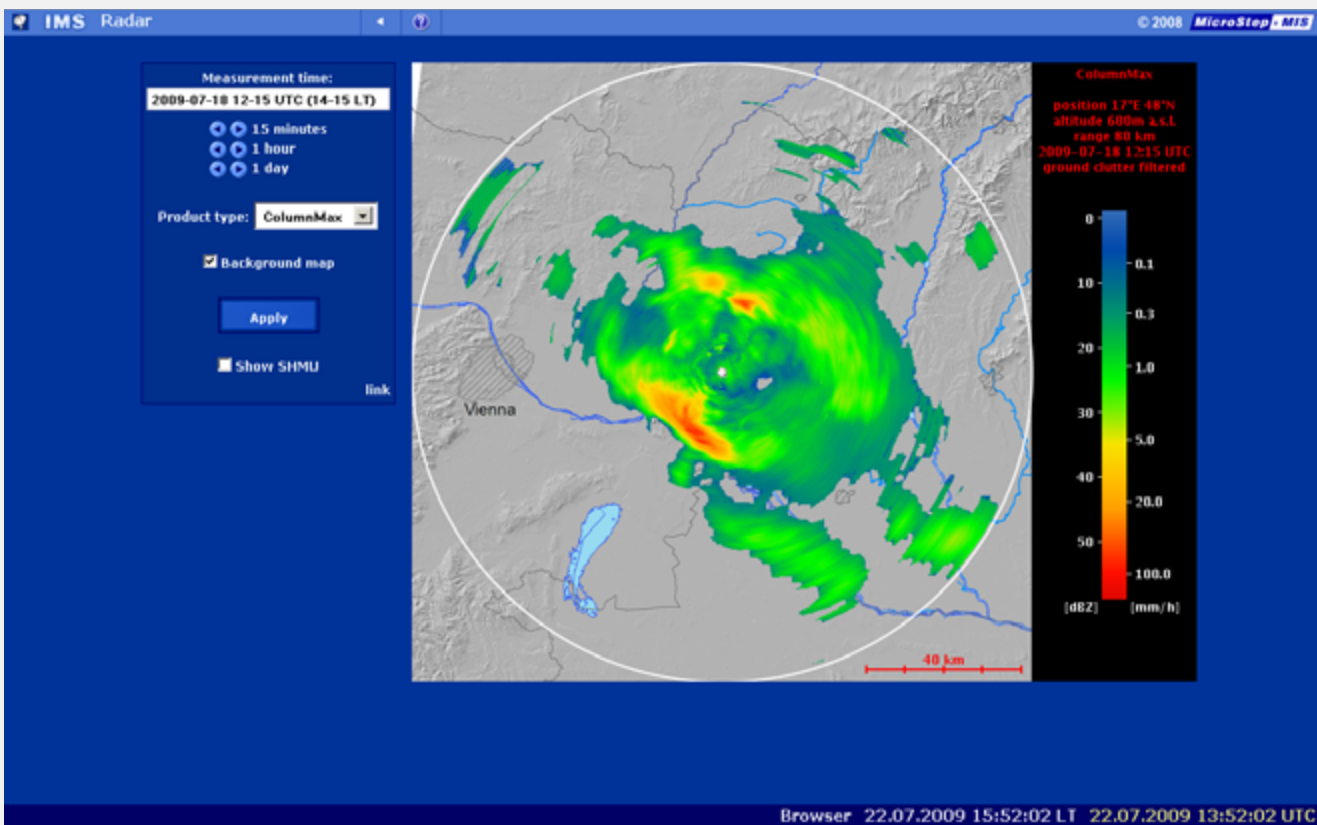 IMS Radar
© 2008 MicroStep - MIS
Measurement time:
2009-07-18 12-15 UTC (14-15 LT)
15 minutes
1 hour
1 day
Product type: ColumnMax
Background map
Apply
Show SHMU
link
Vienna
40 km
ColumnMax
position 17°E 48°N
altitude 600m a.s.l.
range 80 km
2009-07-18 12:15 UTC
ground clutter filtered
0
0.1
10
0.3
20
1.0
30
5.0
40
20.0
50
100.0
[dBZ] [mm/h]
Browser 22.07.2009 15:52:02 LT 22.07.2009 13:52:02 UTC